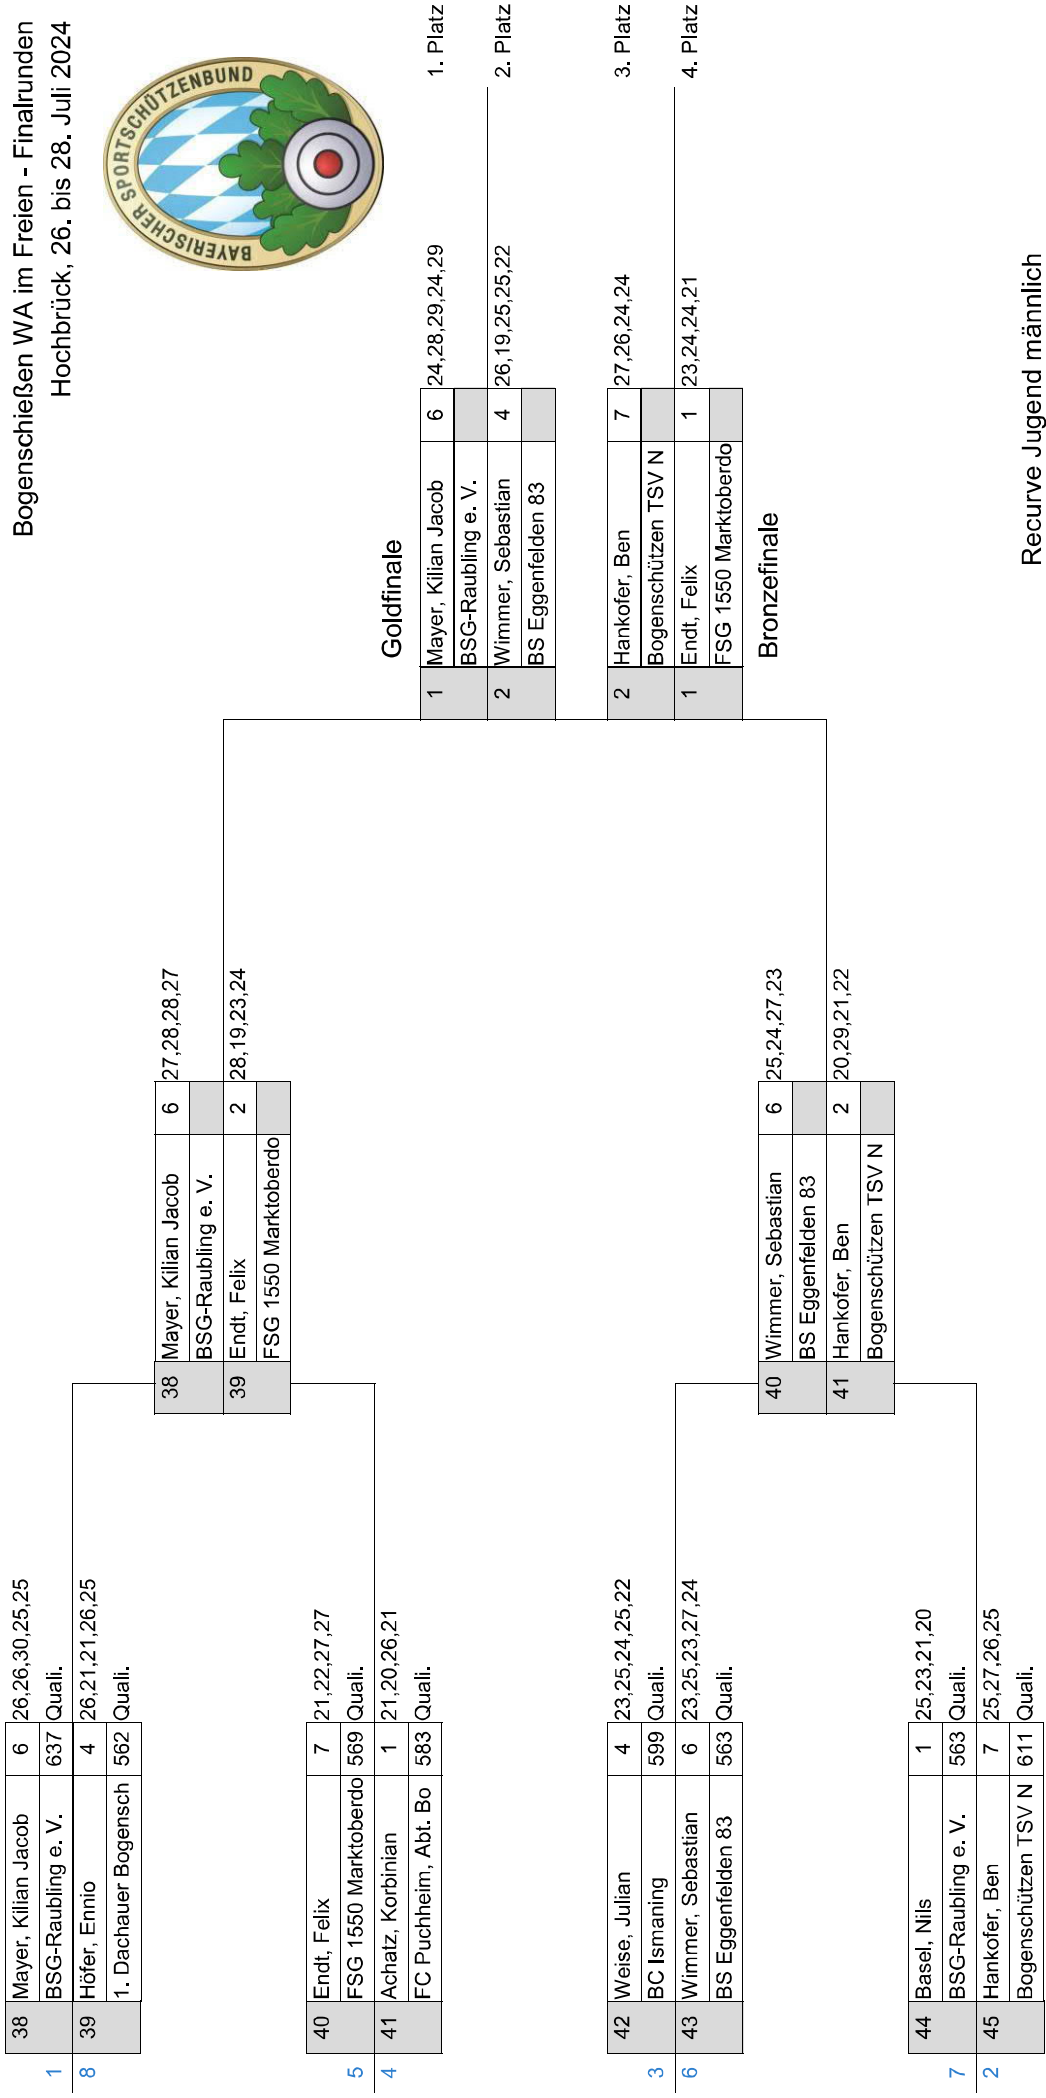 Bogenschießen WA im Freien - Finalrunden
Hochbrück, 26. bis 28. Juli 2024
BAYERISCHER SPORTSCHÜTZENBUND
1
38 Mayer, Kilian Jacob 6 26,26,30,25,25
BSG-Raubling e. V. 637 Quali.
8
39 Höfer, Ennio 4 26,21,21,26,25
1. Dachauer Bogensch 562 Quali.
5
40 Endt, Felix 7 21,22,27,27
FSG 1550 Marktoberdo 569 Quali.
4
41 Achatz, Korbinian 1 21,20,26,21
FC Puchheim, Abt. Bo 583 Quali.
3
42 Weise, Julian 4 23,25,24,25,22
BC Ismaning 599 Quali.
6
43 Wimmer, Sebastian 6 23,25,23,27,24
BS Eggenfelden 83 563 Quali.
7
44 Basel, Nils 1 25,23,21,20
BSG-Raubling e. V. 563 Quali.
2
45 Hankofer, Ben 7 25,27,26,25
Bogenschützen TSV N 611 Quali.
38 Mayer, Kilian Jacob 6 27,28,28,27
BSG-Raubling e. V.
39 Endt, Felix 2 28,19,23,24
FSG 1550 Marktoberdo
40 Wimmer, Sebastian 6 25,24,27,23
BS Eggenfelden 83
41 Hankofer, Ben 2 20,29,21,22
Bogenschützen TSV N
Goldfinale
1 Mayer, Kilian Jacob 6 24,28,29,24,29 1. Platz
BSG-Raubling e. V.
2 Wimmer, Sebastian 4 26,19,25,25,22 2. Platz
BS Eggenfelden 83
2 Hankofer, Ben 7 27,26,24,24 3. Platz
Bogenschützen TSV N
1 Endt, Felix 1 23,24,24,21 4. Platz
FSG 1550 Marktoberdo
Bronzefinale
Recurve Jugend männlich